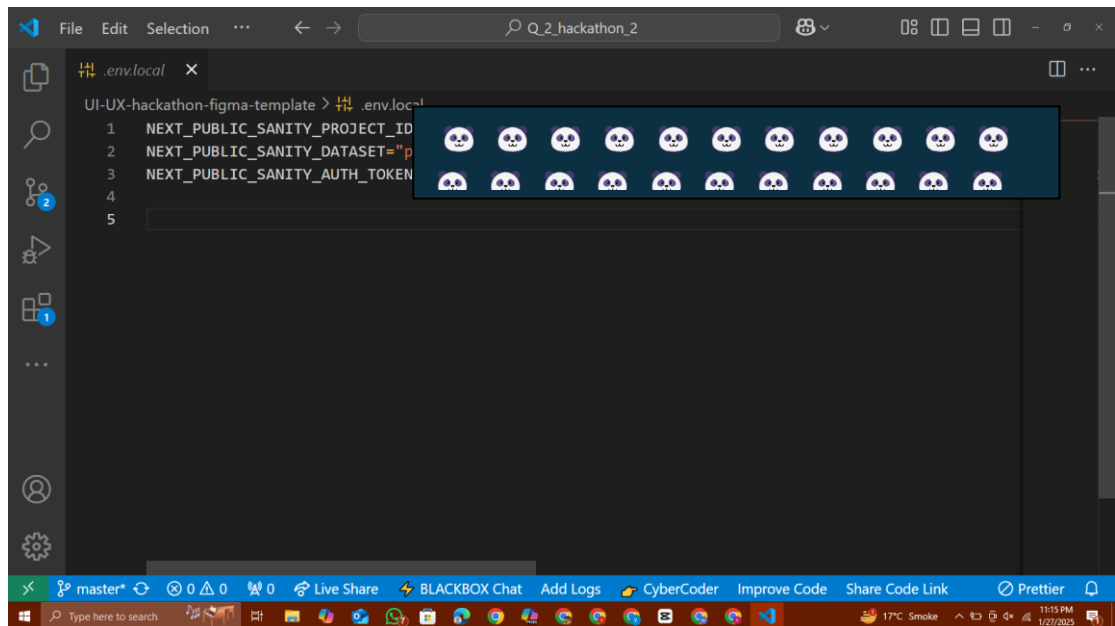 File Edit Selection ··· Q_2_hackathon_2
.env.local
UI-UX-hackathon-figma-template > .env.local
1 NEXT_PUBLIC_SANITY_PROJECT_ID
2 NEXT_PUBLIC_SANITY_DATASET="p
3 NEXT_PUBLIC_SANITY_AUTH_TOKEN
4
5
2
1
master* 0 0 0 Live Share BLACKBOX Chat Add Logs CyberCoder Improve Code Share Code Link Prettier
Type here to search 17°C Smoke 11:15 PM
1/27/2025